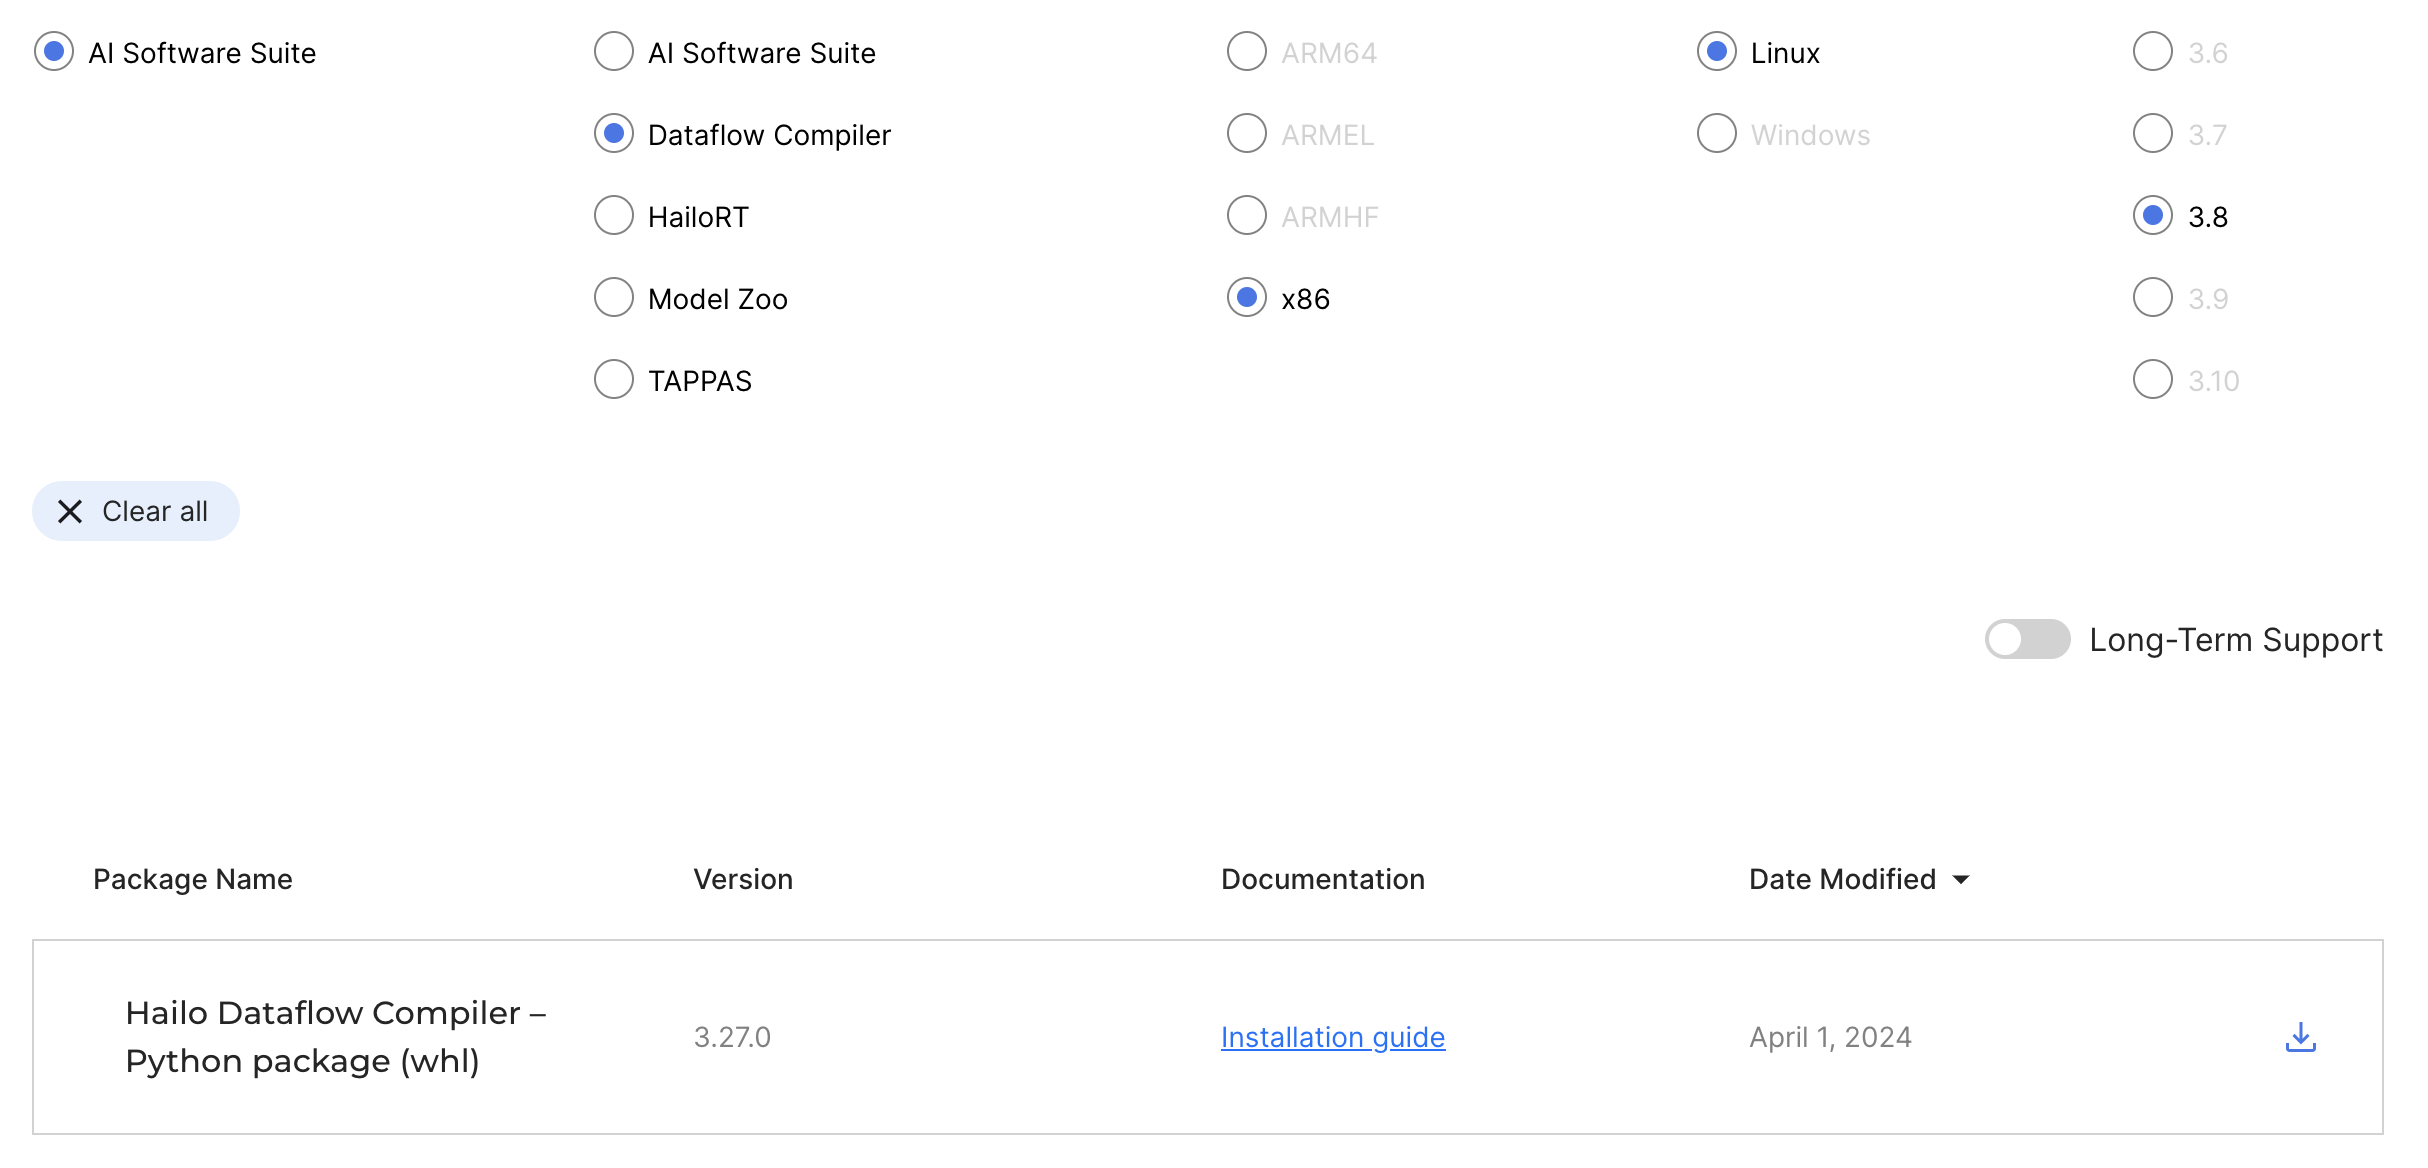 AI Software Suite
AI Software Suite
Dataflow Compiler
HailoRT
Model Zoo
TAPPAS
ARM64
ARMEL
ARMHF
x86
Linux
Windows
3.6
3.7
3.8
3.9
3.10
Clear all
Long-Term Support
Package Name
Version
Documentation
Date Modified
Hailo Dataflow Compiler –
Python package (whl)
3.27.0
Installation guide
April 1, 2024